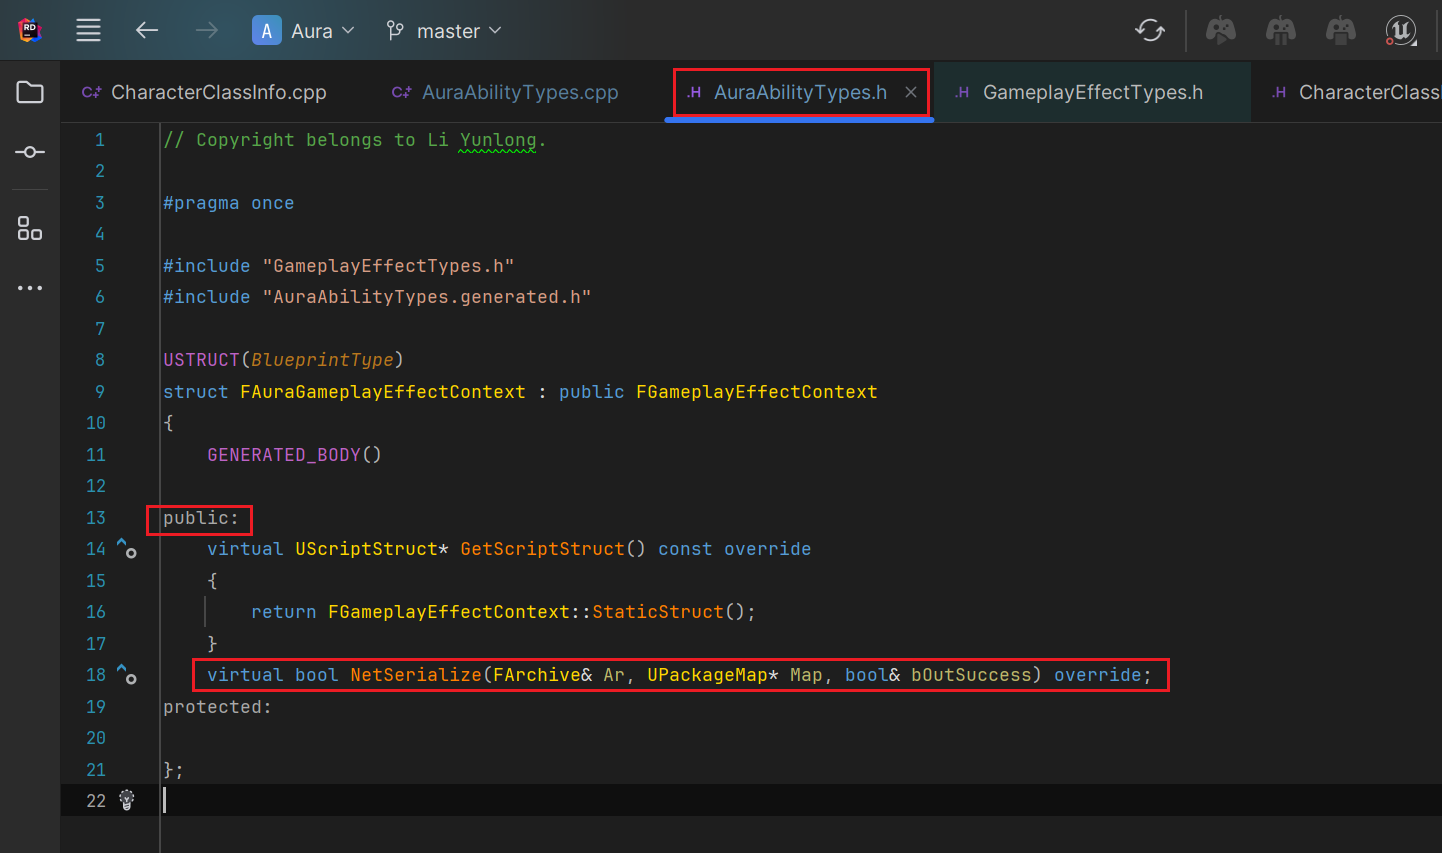 RD
A Aura master
C+ CharacterClassInfo.cpp C+ AuraAbilityTypes.cpp .H AuraAbilityTypes.h .H GameplayEffectTypes.h .H CharacterClass
1 // Copyright belongs to Li Yunlong.
2
3 #pragma once
4
5 #include "GameplayEffectTypes.h"
6 #include "AuraAbilityTypes.generated.h"
7
8 USTRUCT(BlueprintType)
9 struct FAuraGameplayEffectContext : public FGameplayEffectContext
10 {
11 GENERATED_BODY()
12
13 public:
14 virtual UScriptStruct* GetScriptStruct() const override
15 {
16 return FGameplayEffectContext::StaticStruct();
17 }
18 virtual bool NetSerialize(FArchive& Ar, UPackageMap* Map, bool& bOutSuccess) override;
19 protected:
20
21 };
22